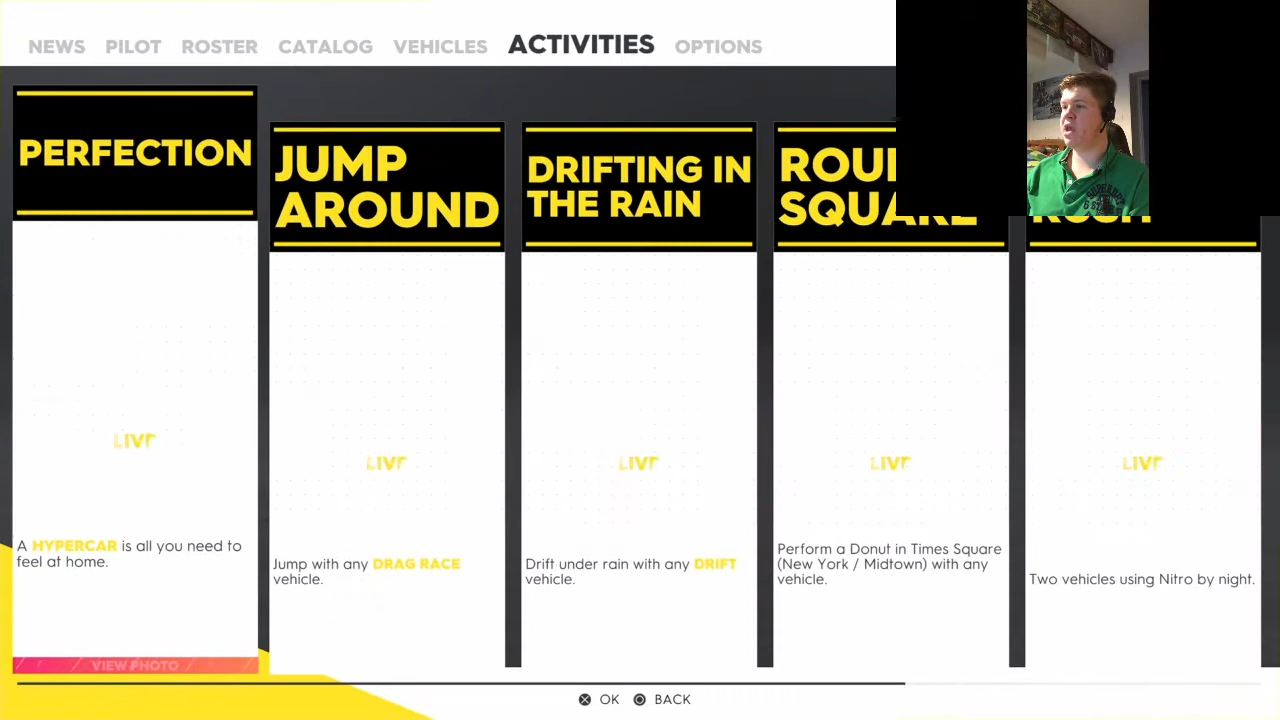 NEWS PILOT ROSTER CATALOG VEHICLES ACTIVITIES OPTIONS
PERFECTION
A HYPERCAR is all you need to
feel at home.
VIEW PHOTO
JUMP
AROUND
Jump with any DRAG RACE
vehicle.
DRIFTING IN
THE RAIN
Drift under rain with any DRIFT
vehicle.
SQUARE
Perform a Donut in Times Square
(New York / Midtown) with any
vehicle.
Two vehicles using Nitro by night.
OK BACK